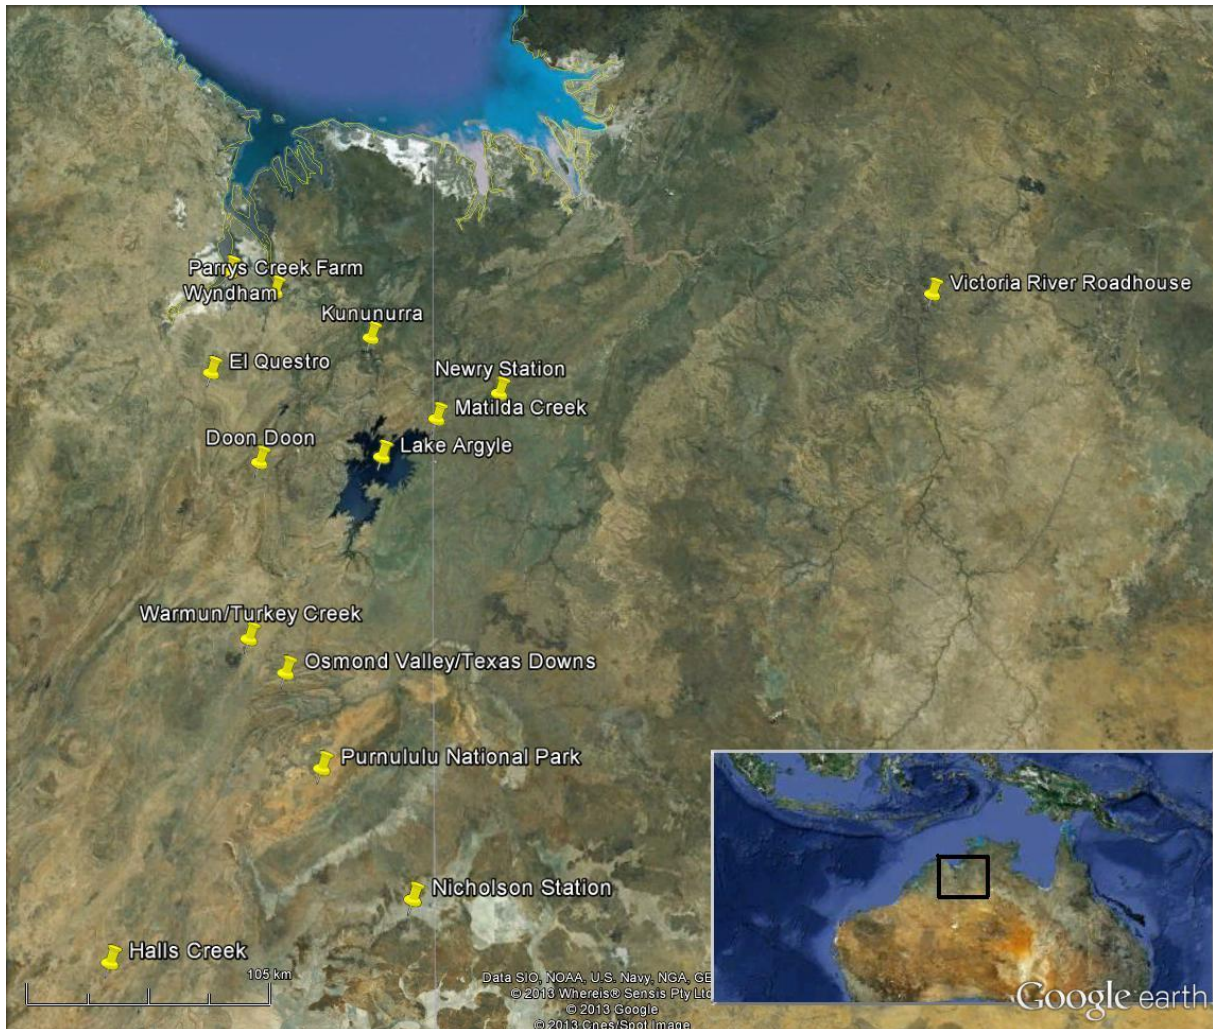 Parrys Creek Farm
Victoria River Roadhouse
Wyndham
Kununurra
El Questro
Newry Station
Matilda Creek
Doon Doon
Lake Argyle
Warmun/Turkey Creek
Osmond Valley/Texas Downs
Purnululu National Park
Nicholson Station
Halls Creek
105 km
Data SIO, NOAA, U.S. Navy, NGA, GE
© 2013 Whereis® Sensis Pty Ltd
© 2013 Google
© 2013 Cnes/Spot Image
Google earth